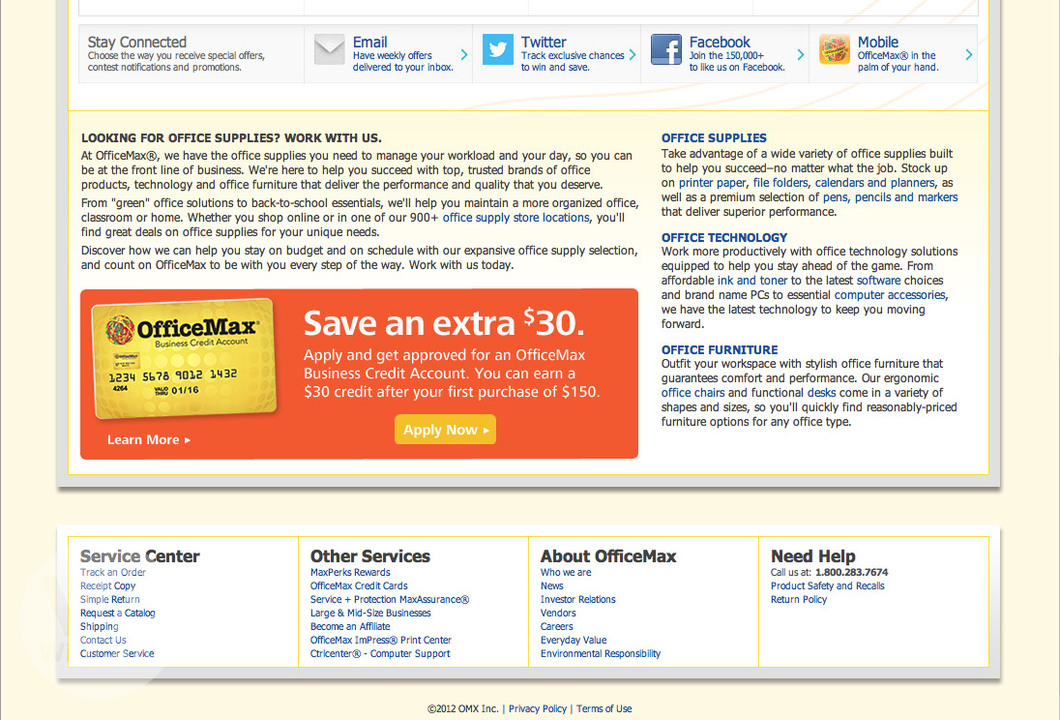 Stay Connected
Choose the way you receive special offers,
contest notifications and promotions.
Email
Have weekly offers
delivered to your inbox.
Twitter
Track exclusive chances
to win and save.
Facebook
Join the 150,000+
to like us on Facebook.
Mobile
OfficeMax® in the
palm of your hand.
LOOKING FOR OFFICE SUPPLIES? WORK WITH US.
At OfficeMax®, we have the office supplies you need to manage your workload and your day, so you can
be at the front line of business. We're here to help you succeed with top, trusted brands of office
products, technology and office furniture that deliver the performance and quality that you deserve.
From "green" office solutions to back-to-school essentials, we'll help you maintain a more organized office,
classroom or home. Whether you shop online or in one of our 900+ office supply store locations, you'll
find great deals on office supplies for your unique needs.
Discover how we can help you stay on budget and on schedule with our expansive office supply selection,
and count on OfficeMax to be with you every step of the way. Work with us today.
OfficeMax®
Business Credit Account
1234 5678 9012 1432
4264 VALID THRU 01/16
Learn More ▸
Save an extra $30.
Apply and get approved for an OfficeMax
Business Credit Account. You can earn a
$30 credit after your first purchase of $150.
Apply Now ▸
OFFICE SUPPLIES
Take advantage of a wide variety of office supplies built
to help you succeed—no matter what the job. Stock up
on printer paper, file folders, calendars and planners, as
well as a premium selection of pens, pencils and markers
that deliver superior performance.
OFFICE TECHNOLOGY
Work more productively with office technology solutions
equipped to help you stay ahead of the game. From
affordable ink and toner to the latest software choices
and brand name PCs to essential computer accessories,
we have the latest technology to keep you moving
forward.
OFFICE FURNITURE
Outfit your workspace with stylish office furniture that
guarantees comfort and performance. Our ergonomic
office chairs and functional desks come in a variety of
shapes and sizes, so you'll quickly find reasonably-priced
furniture options for any office type.
Service Center
Track an Order
Receipt Copy
Simple Return
Request a Catalog
Shipping
Contact Us
Customer Service
Other Services
MaxPerks Rewards
OfficeMax Credit Cards
Service + Protection MaxAssurance®
Large & Mid-Size Businesses
Become an Affiliate
OfficeMax ImPress® Print Center
Ctrlcenter® - Computer Support
About OfficeMax
Who we are
News
Investor Relations
Vendors
Careers
Everyday Value
Environmental Responsibility
Need Help
Call us at: 1.800.283.7674
Product Safety and Recalls
Return Policy
©2012 OMX Inc. | Privacy Policy | Terms of Use